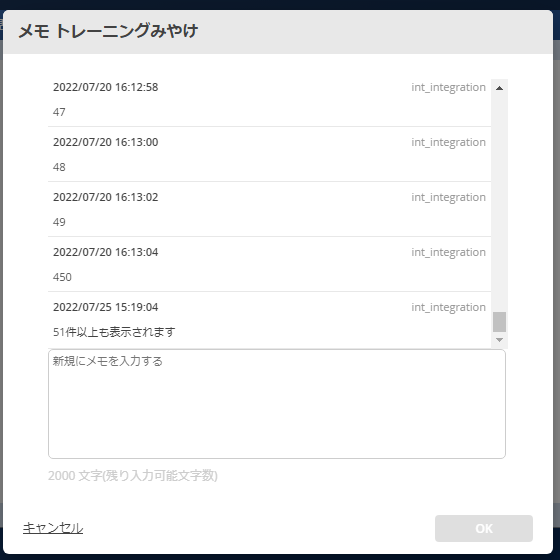 メモ トレーニングみやけ
2022/07/20 16:12:58 int_integration
47
2022/07/20 16:13:00 int_integration
48
2022/07/20 16:13:02 int_integration
49
2022/07/20 16:13:04 int_integration
450
2022/07/25 15:19:04 int_integration
51件以上も表示されます
新規にメモを入力する
2000 文字(残り入力可能文字数)
キャンセル
OK